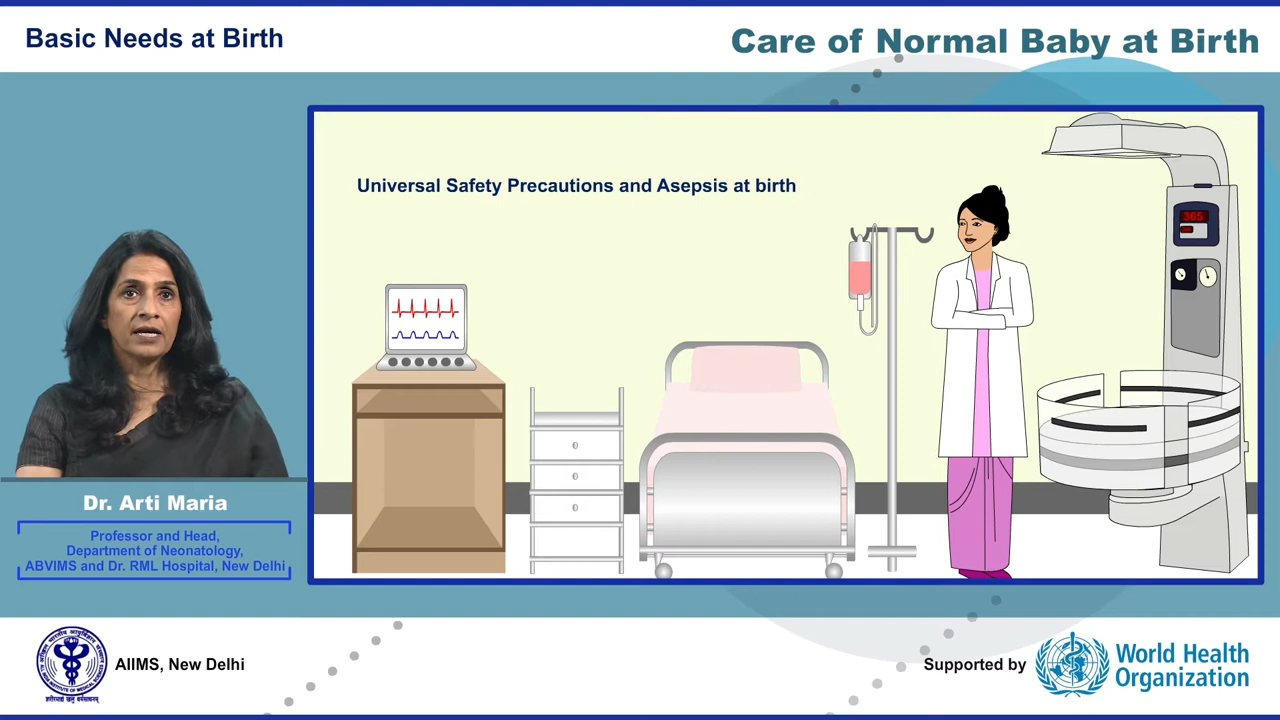 Basic Needs at Birth
Care of Normal Baby at Birth
Universal Safety Precautions and Asepsis at birth
365
Dr. Arti Maria
Professor and Head,
Department of Neonatology,
ABVIMS and Dr. RML Hospital, New Delhi
AIIMS, New Delhi
Supported by
World Health
Organization